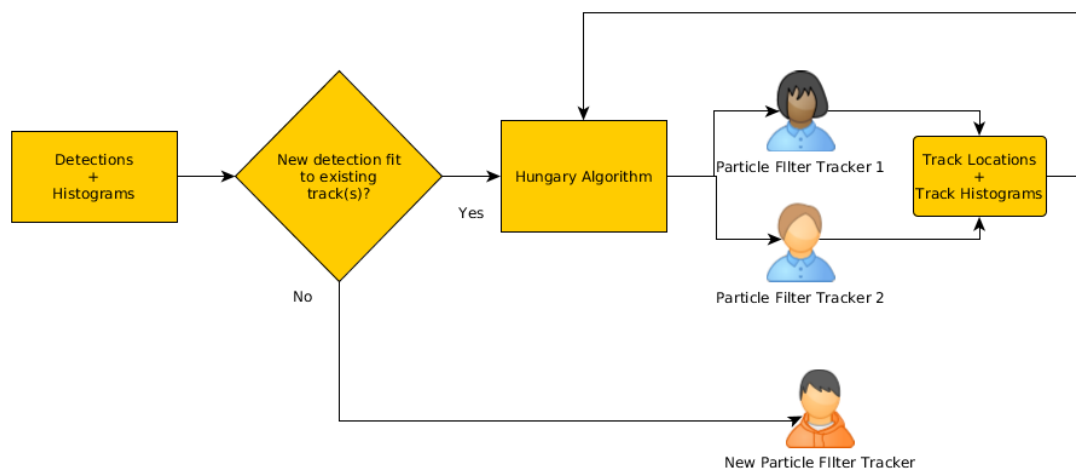 Detections
+
Histograms
New detection fit
to existing
track(s)?
Yes
No
Hungary Algorithm
Particle FIlter Tracker 1
Particle Filter Tracker 2
Track Locations
+
Track Histograms
New Particle FIlter Tracker